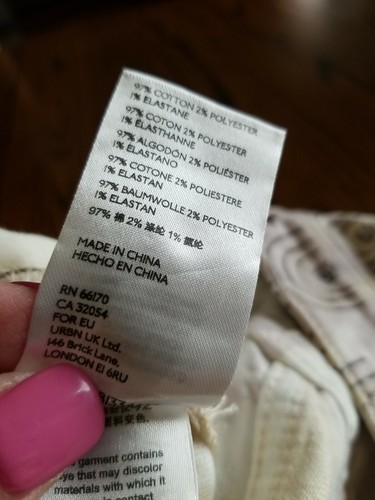 97% COTTON 2% POLYESTER
1% ELASTANE
97% COTON 2% POLYESTER
1% ÉLASTHANNE
97% ALGODÓN 2% POLIÉSTER
1% ELASTANO
97% COTONE 2% POLIESTERE
1% ELASTAN
97% BAUMWOLLE 2% POLYESTER
1% ELASTAN
97% 棉 2% 涤纶 1% 氨纶
MADE IN CHINA
HECHO EN CHINA
RN 66170
CA 32054
FOR EU
URBN UK Ltd.
146 Brick Lane,
LONDON E1 6RU
garment contains
dye that may discolor
materials with which it
contact